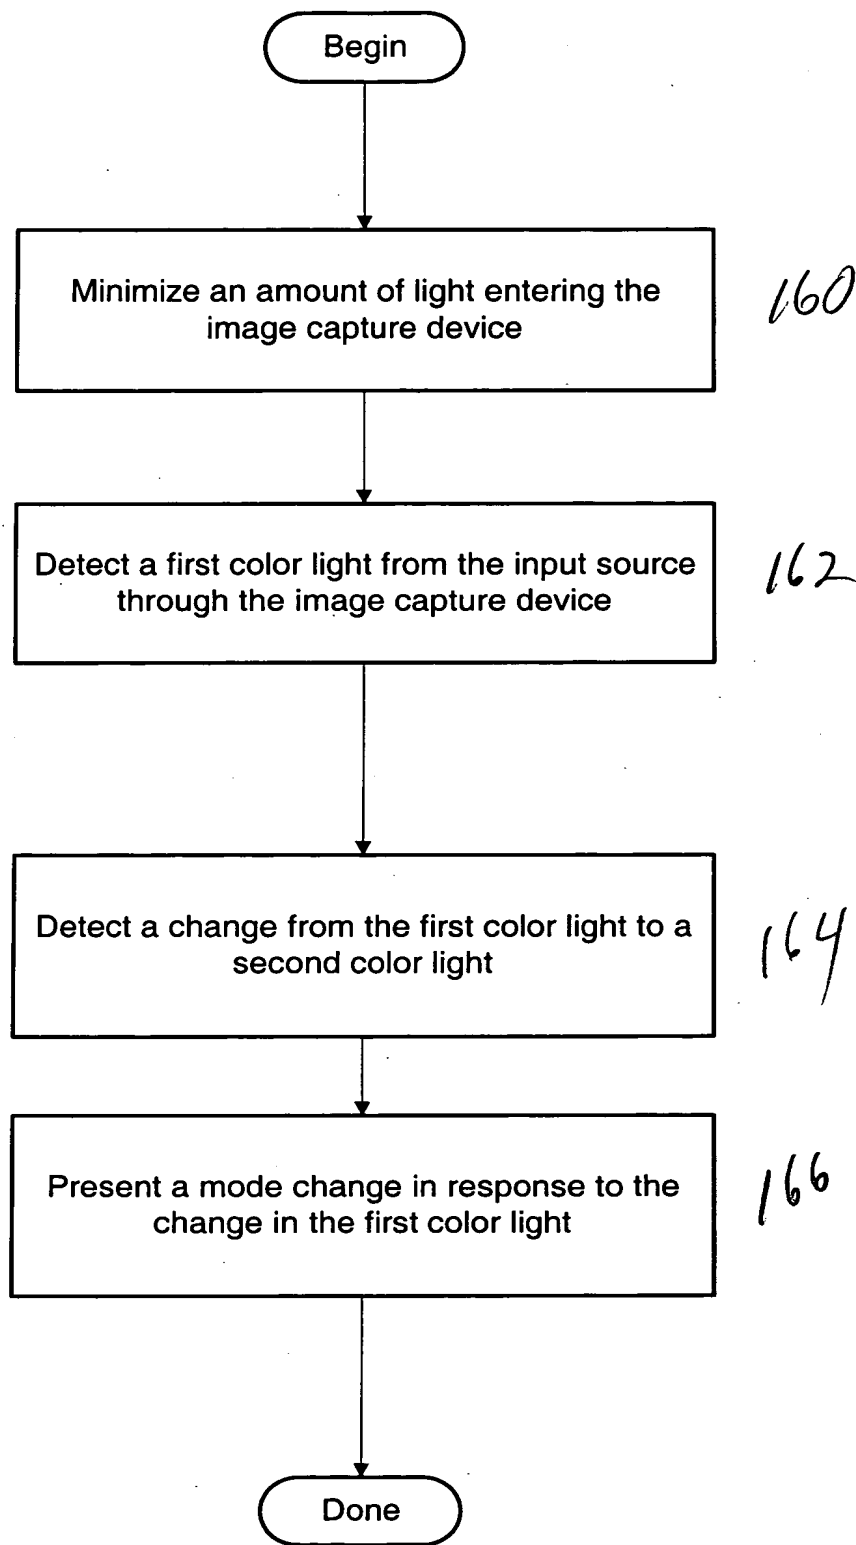 Begin
Minimize an amount of light entering the
image capture device
160
Detect a first color light from the input source
through the image capture device
162
Detect a change from the first color light to a
second color light
164
Present a mode change in response to the
change in the first color light
166
Done